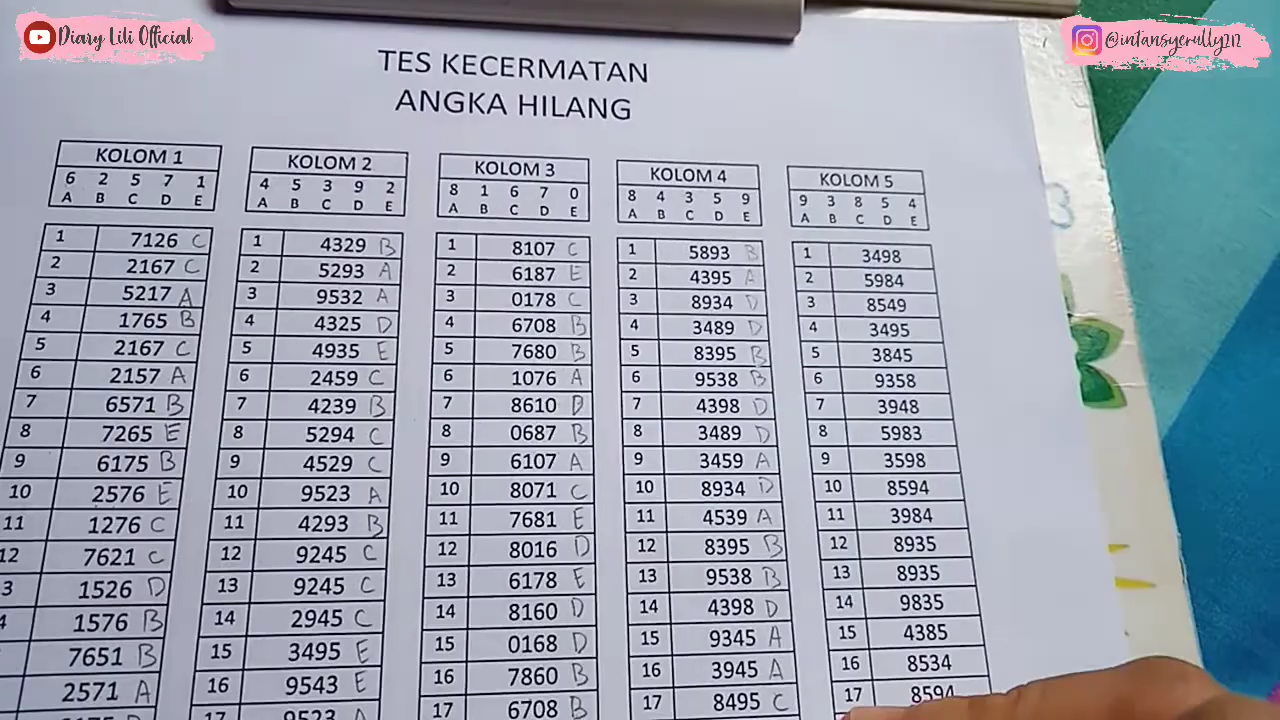 Diary Lili Official
@intansyerully212
TES KECERMATAN
ANGKA HILANG
KOLOM 1
6 2 5 7 1
A B C D E
1 7126 C
2 2167 C
3 5217 A
4 1765 B
5 2167 C
6 2157 A
7 6571 B
8 7265 E
9 6175 B
10 2576 E
11 1276 C
12 7621 C
3 1526 D
4 1576 B
7651 B
2571 A
KOLOM 2
4 5 3 9 2
A B C D E
1 4329 B
2 5293 A
3 9532 A
4 4325 D
5 4935 E
6 2459 C
7 4239 B
8 5294 C
9 4529 C
10 9523 A
11 4293 B
12 9245 C
13 9245 C
14 2945 C
15 3495 E
16 9543 E
17 9523 A
KOLOM 3
8 1 6 7 0
A B C D E
1 8107 C
2 6187 E
3 0178 C
4 6708 B
5 7680 B
6 1076 A
7 8610 D
8 0687 B
9 6107 A
10 8071 C
11 7681 E
12 8016 D
13 6178 E
14 8160 D
15 0168 D
16 7860 B
17 6708 B
KOLOM 4
8 4 3 5 9
A B C D E
1 5893 B
2 4395 A
3 8934 D
4 3489 D
5 8395 B
6 9538 B
7 4398 D
8 3489 D
9 3459 A
10 8934 D
11 4539 A
12 8395 B
13 9538 B
14 4398 D
15 9345 A
16 3945 A
17 8495 C
KOLOM 5
9 3 8 5 4
A B C D E
1 3498
2 5984
3 8549
4 3495
5 3845
6 9358
7 3948
8 5983
9 3598
10 8594
11 3984
12 8935
13 8935
14 9835
15 4385
16 8534
17 8594